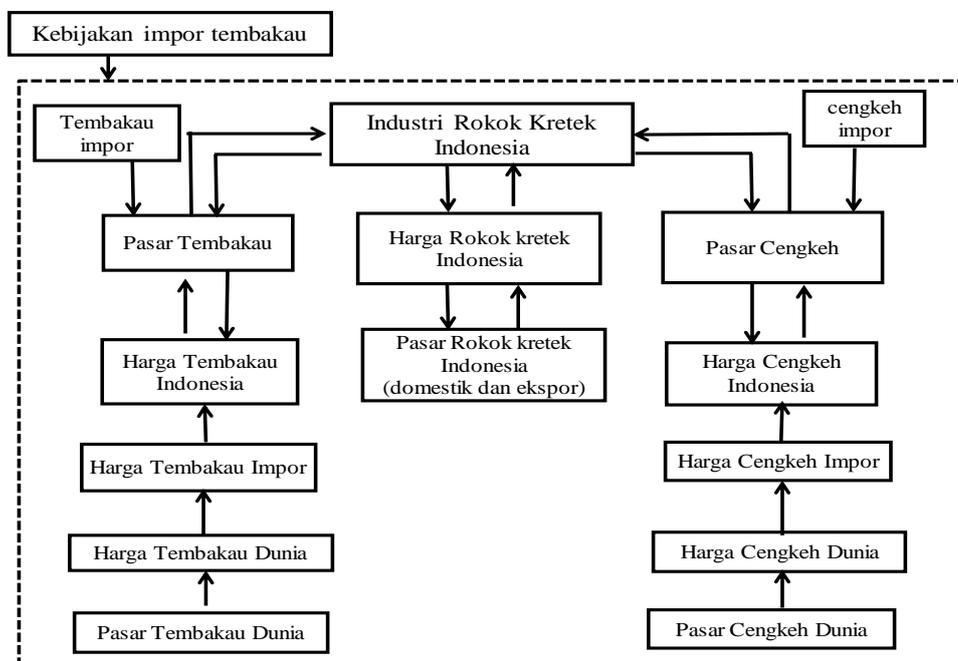 Kebijakan impor tembakau
Tembakau
impor
Industri Rokok Kretek
Indonesia
cengkeh
impor
Pasar Tembakau
Harga Rokok kretek
Indonesia
Pasar Cengkeh
Harga Tembakau
Indonesia
Pasar Rokok kretek
Indonesia
(domestik dan ekspor)
Harga Cengkeh
Indonesia
Harga Tembakau Impor
Harga Cengkeh Impor
Harga Tembakau Dunia
Harga Cengkeh Dunia
Pasar Tembakau Dunia
Pasar Cengkeh Dunia